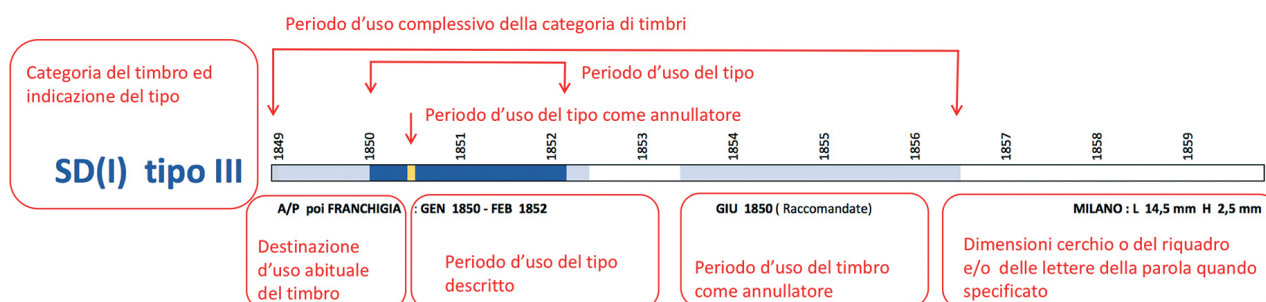 Periodo d’uso complessivo della categoria di timbri
Categoria del timbro ed
indicazione del tipo
Periodo d’uso del tipo
Periodo d’uso del tipo come annullatore
SD(I) tipo III
1849
1850
1851
1852
1853
1854
1855
1856
1857
1858
1859
A/P poi FRANCHIGIA : GEN 1850 - FEB 1852
GIU 1850 ( Raccomandate)
MILANO : L 14,5 mm H 2,5 mm
Destinazione
d’uso abituale
del timbro
Periodo d’uso del tipo
descritto
Periodo d’uso del timbro
come annullatore
Dimensioni cerchio o del riquadro
e/o delle lettere della parola quando
specificato